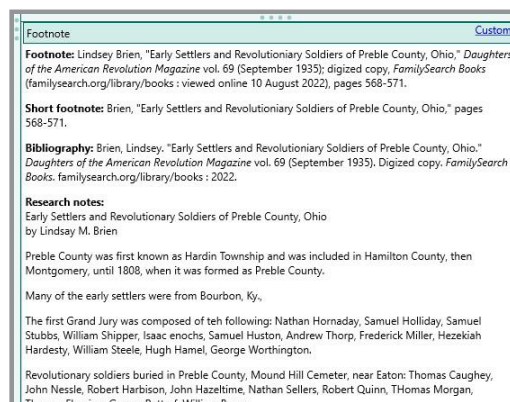 Footnote
Custom
Footnote: Lindsey Brien, "Early Settlers and Revolutioniary Soldiers of Preble County, Ohio," Daughters
of the American Revolution Magazine vol. 69 (September 1935); digized copy, FamilySearch Books
(familysearch.org/library/books : viewed online 10 August 2022), pages 568-571.
Short footnote: Brien, "Early Settlers and Revolutioniary Soldiers of Preble County, Ohio," pages
568-571.
Bibliography: Brien, Lindsey. "Early Settlers and Revolutioniary Soldiers of Preble County, Ohio."
Daughters of the American Revolution Magazine vol. 69 (September 1935). Digized copy. FamilySearch
Books. familysearch.org/library/books : 2022.
Research notes:
Early Settlers and Revolutionary Soldiers of Preble County, Ohio
by Lindsay M. Brien
Preble County was first known as Hardin Township and was included in Hamilton County, then
Montgomery, until 1808, when it was formed as Preble County.
Many of the early settlers were from Bourbon, Ky.,
The first Grand Jury was composed of teh following: Nathan Hornaday, Samuel Holliday, Samuel
Stubbs, William Shipper, Isaac enochs, Samuel Huston, Andrew Thorp, Frederick Miller, Hezekiah
Hardesty, William Steele, Hugh Hamel, George Worthington.
Revolutionary soldiers buried in Preble County, Mound Hill Cemeter, near Eaton: Thomas Caughey,
John Nessle, Robert Harbison, John Hazeltime, Nathan Sellers, Robert Quinn, THomas Morgan,